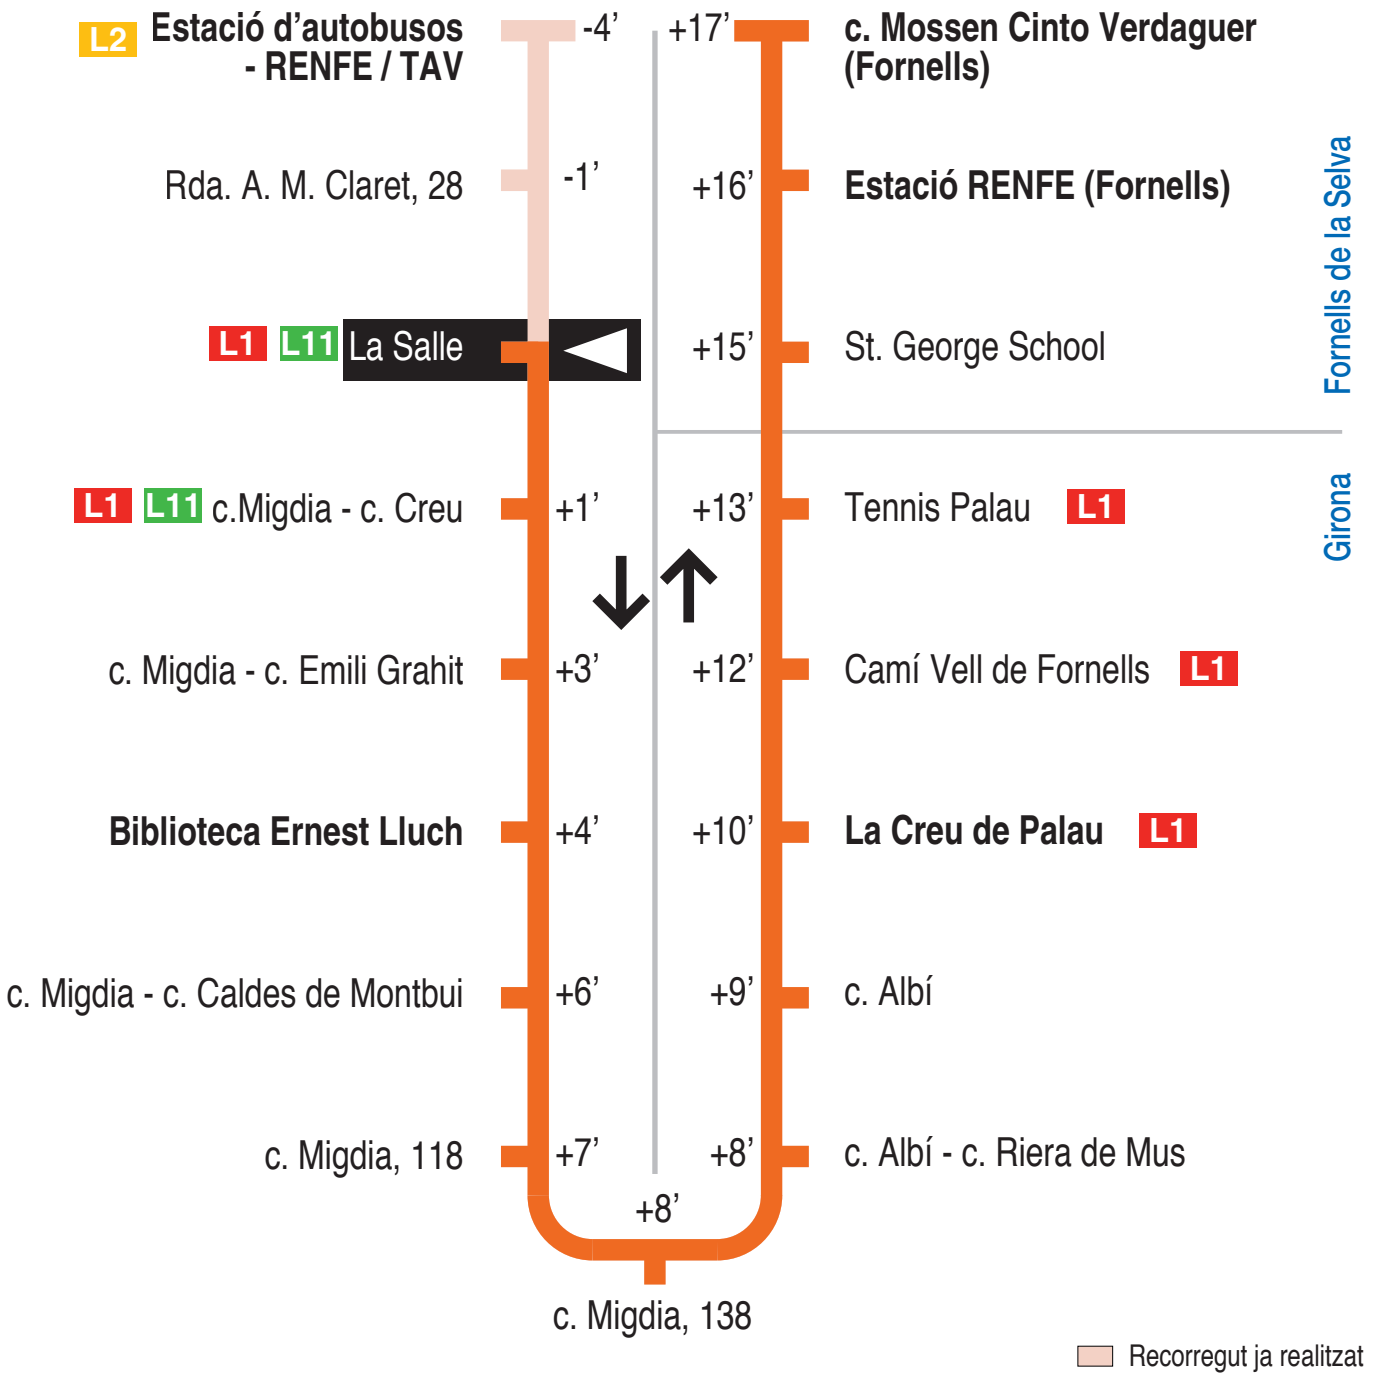 L2 Estació d’autobusos
- RENFE / TAV
-4’
Rda. A. M. Claret, 28
-1’
L1 L11 La Salle
L1 L11 c.Migdia - c. Creu
+1’
c. Migdia - c. Emili Grahit
+3’
Biblioteca Ernest Lluch
+4’
c. Migdia - c. Caldes de Montbui
+6’
c. Migdia, 118
+7’
+8’
c. Migdia, 138
+17’
c. Mossen Cinto Verdaguer
(Fornells)
+16’
Estació RENFE (Fornells)
+15’
St. George School
+13’
Tennis Palau L1
+12’
Camí Vell de Fornells L1
+10’
La Creu de Palau L1
+9’
c. Albí
+8’
c. Albí - c. Riera de Mus
Fornells de la Selva
Girona
Recorregut ja realitzat